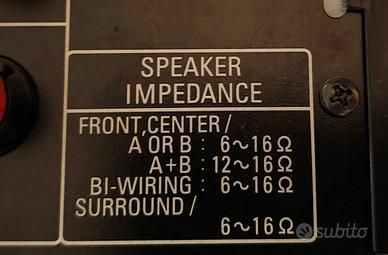 SPEAKER
IMPEDANCE
FRONT,CENTER/
A OR B : 6~16Ω
A+B : 12~16Ω
BI-WIRING : 6~16Ω
SURROUND/
6~16Ω
subito